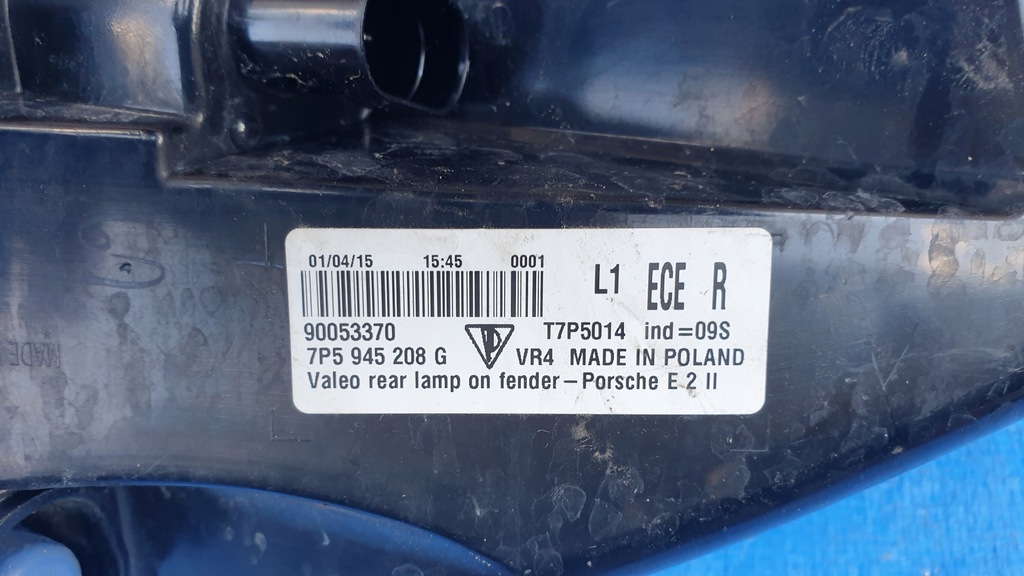 01/04/15 15:45 0001
L1 ECE R
90053370 T7P5014 ind=09S
7P5 945 208 G VR4 MADE IN POLAND
Valeo rear lamp on fender-Porsche E 2 II
MADE